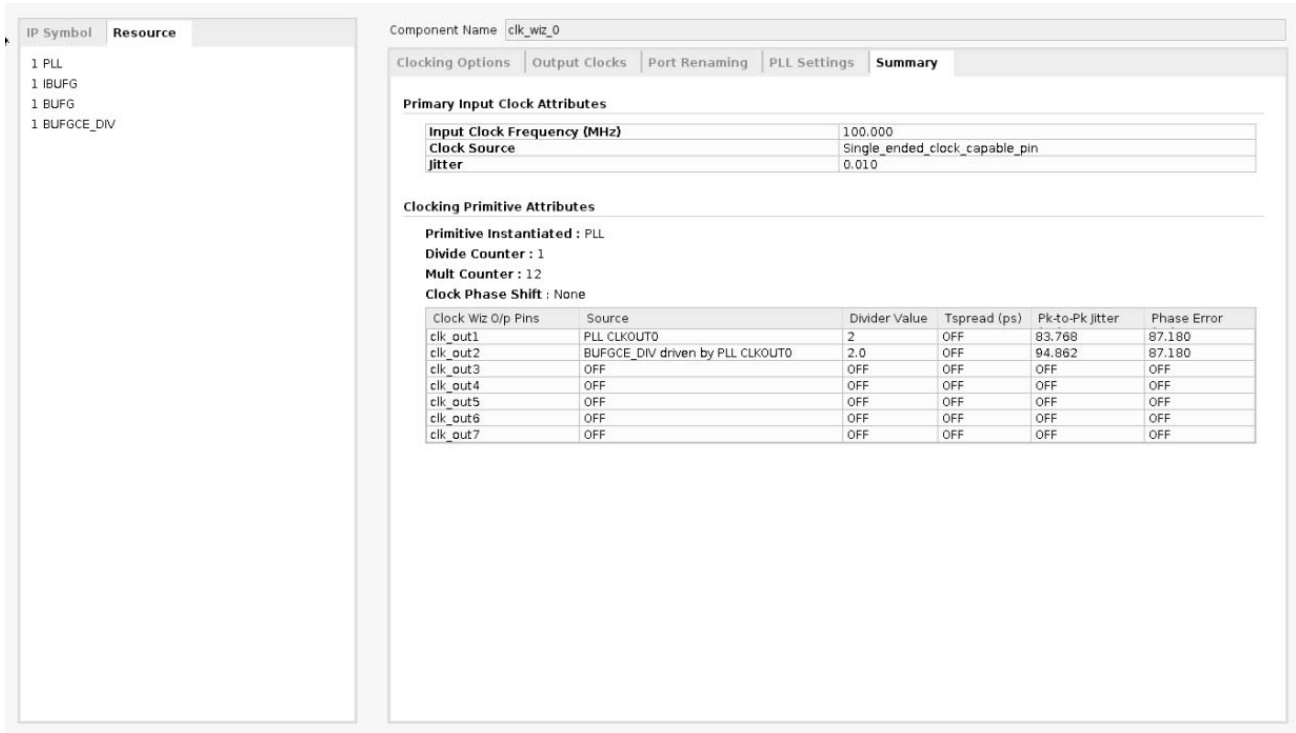 IP Symbol Resource
1 PLL
1 IBUFG
1 BUFG
1 BUFGCE_DIV
Component Name clk_wiz_0
Clocking Options Output Clocks Port Renaming PLL Settings Summary
Primary Input Clock Attributes
Input Clock Frequency (MHz) 100.000
Clock Source Single_ended_clock_capable_pin
Jitter 0.010
Clocking Primitive Attributes
Primitive Instantiated : PLL
Divide Counter : 1
Mult Counter : 12
Clock Phase Shift : None
Clock Wiz O/p Pins Source Divider Value Tspread (ps) Pk-to-Pk Jitter Phase Error
clk_out1 PLL CLKOUT0 2 OFF 83.768 87.180
clk_out2 BUFGCE_DIV driven by PLL CLKOUT0 2.0 OFF 94.862 87.180
clk_out3 OFF OFF OFF OFF OFF
clk_out4 OFF OFF OFF OFF OFF
clk_out5 OFF OFF OFF OFF OFF
clk_out6 OFF OFF OFF OFF OFF
clk_out7 OFF OFF OFF OFF OFF